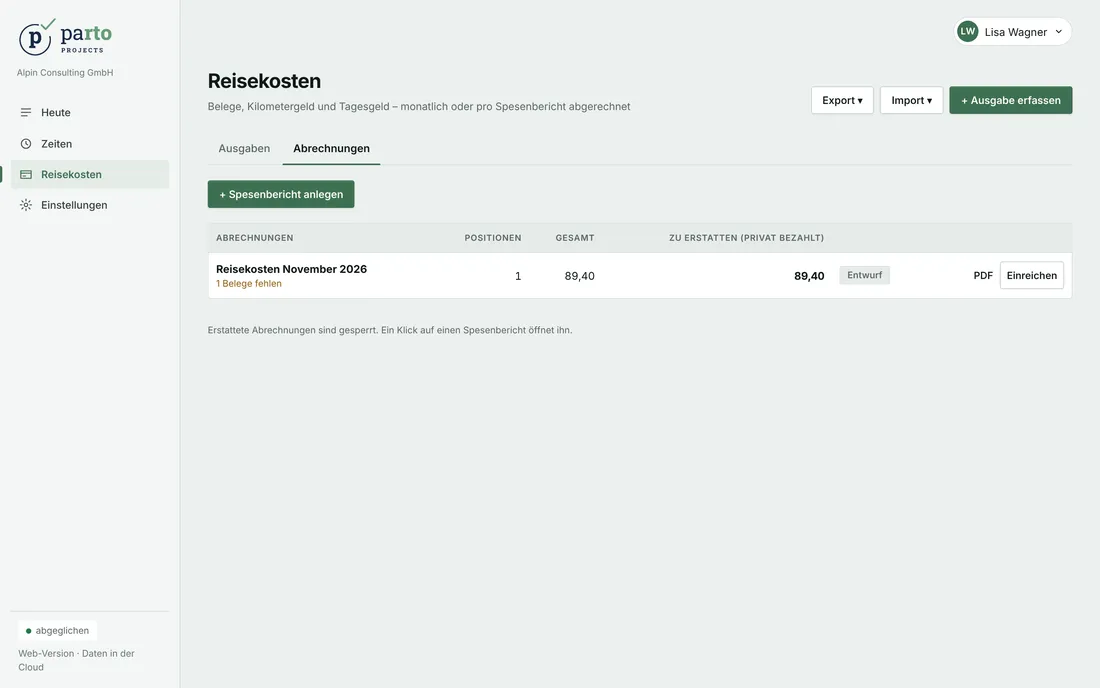 p parto
PROJECTS
Alpin Consulting GmbH
Heute
Zeiten
Reisekosten
Einstellungen
abgeglichen
Web-Version · Daten in der
Cloud
LW Lisa Wagner
Reisekosten
Belege, Kilometergeld und Tagesgeld – monatlich oder pro Spesenbericht abgerechnet
Export ▾ Import ▾ + Ausgabe erfassen
Ausgaben Abrechnungen
+ Spesenbericht anlegen
ABRECHNUNGEN POSITIONEN GESAMT ZU ERSTATTEN (PRIVAT BEZAHLT)
Reisekosten November 2026 1 89,40 89,40 Entwurf PDF Einreichen
1 Belege fehlen
Erstattete Abrechnungen sind gesperrt. Ein Klick auf einen Spesenbericht öffnet ihn.